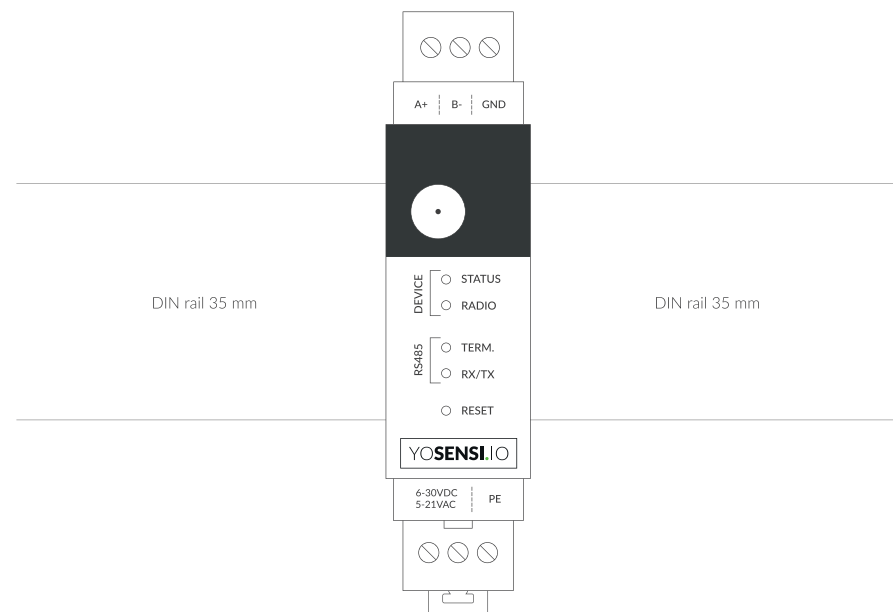 A+ B- GND
DEVICE
STATUS
RADIO
DIN rail 35 mm
DIN rail 35 mm
RS485
TERM.
RX/TX
RESET
YOSENSI.IO
6-30VDC
5-21VAC
PE